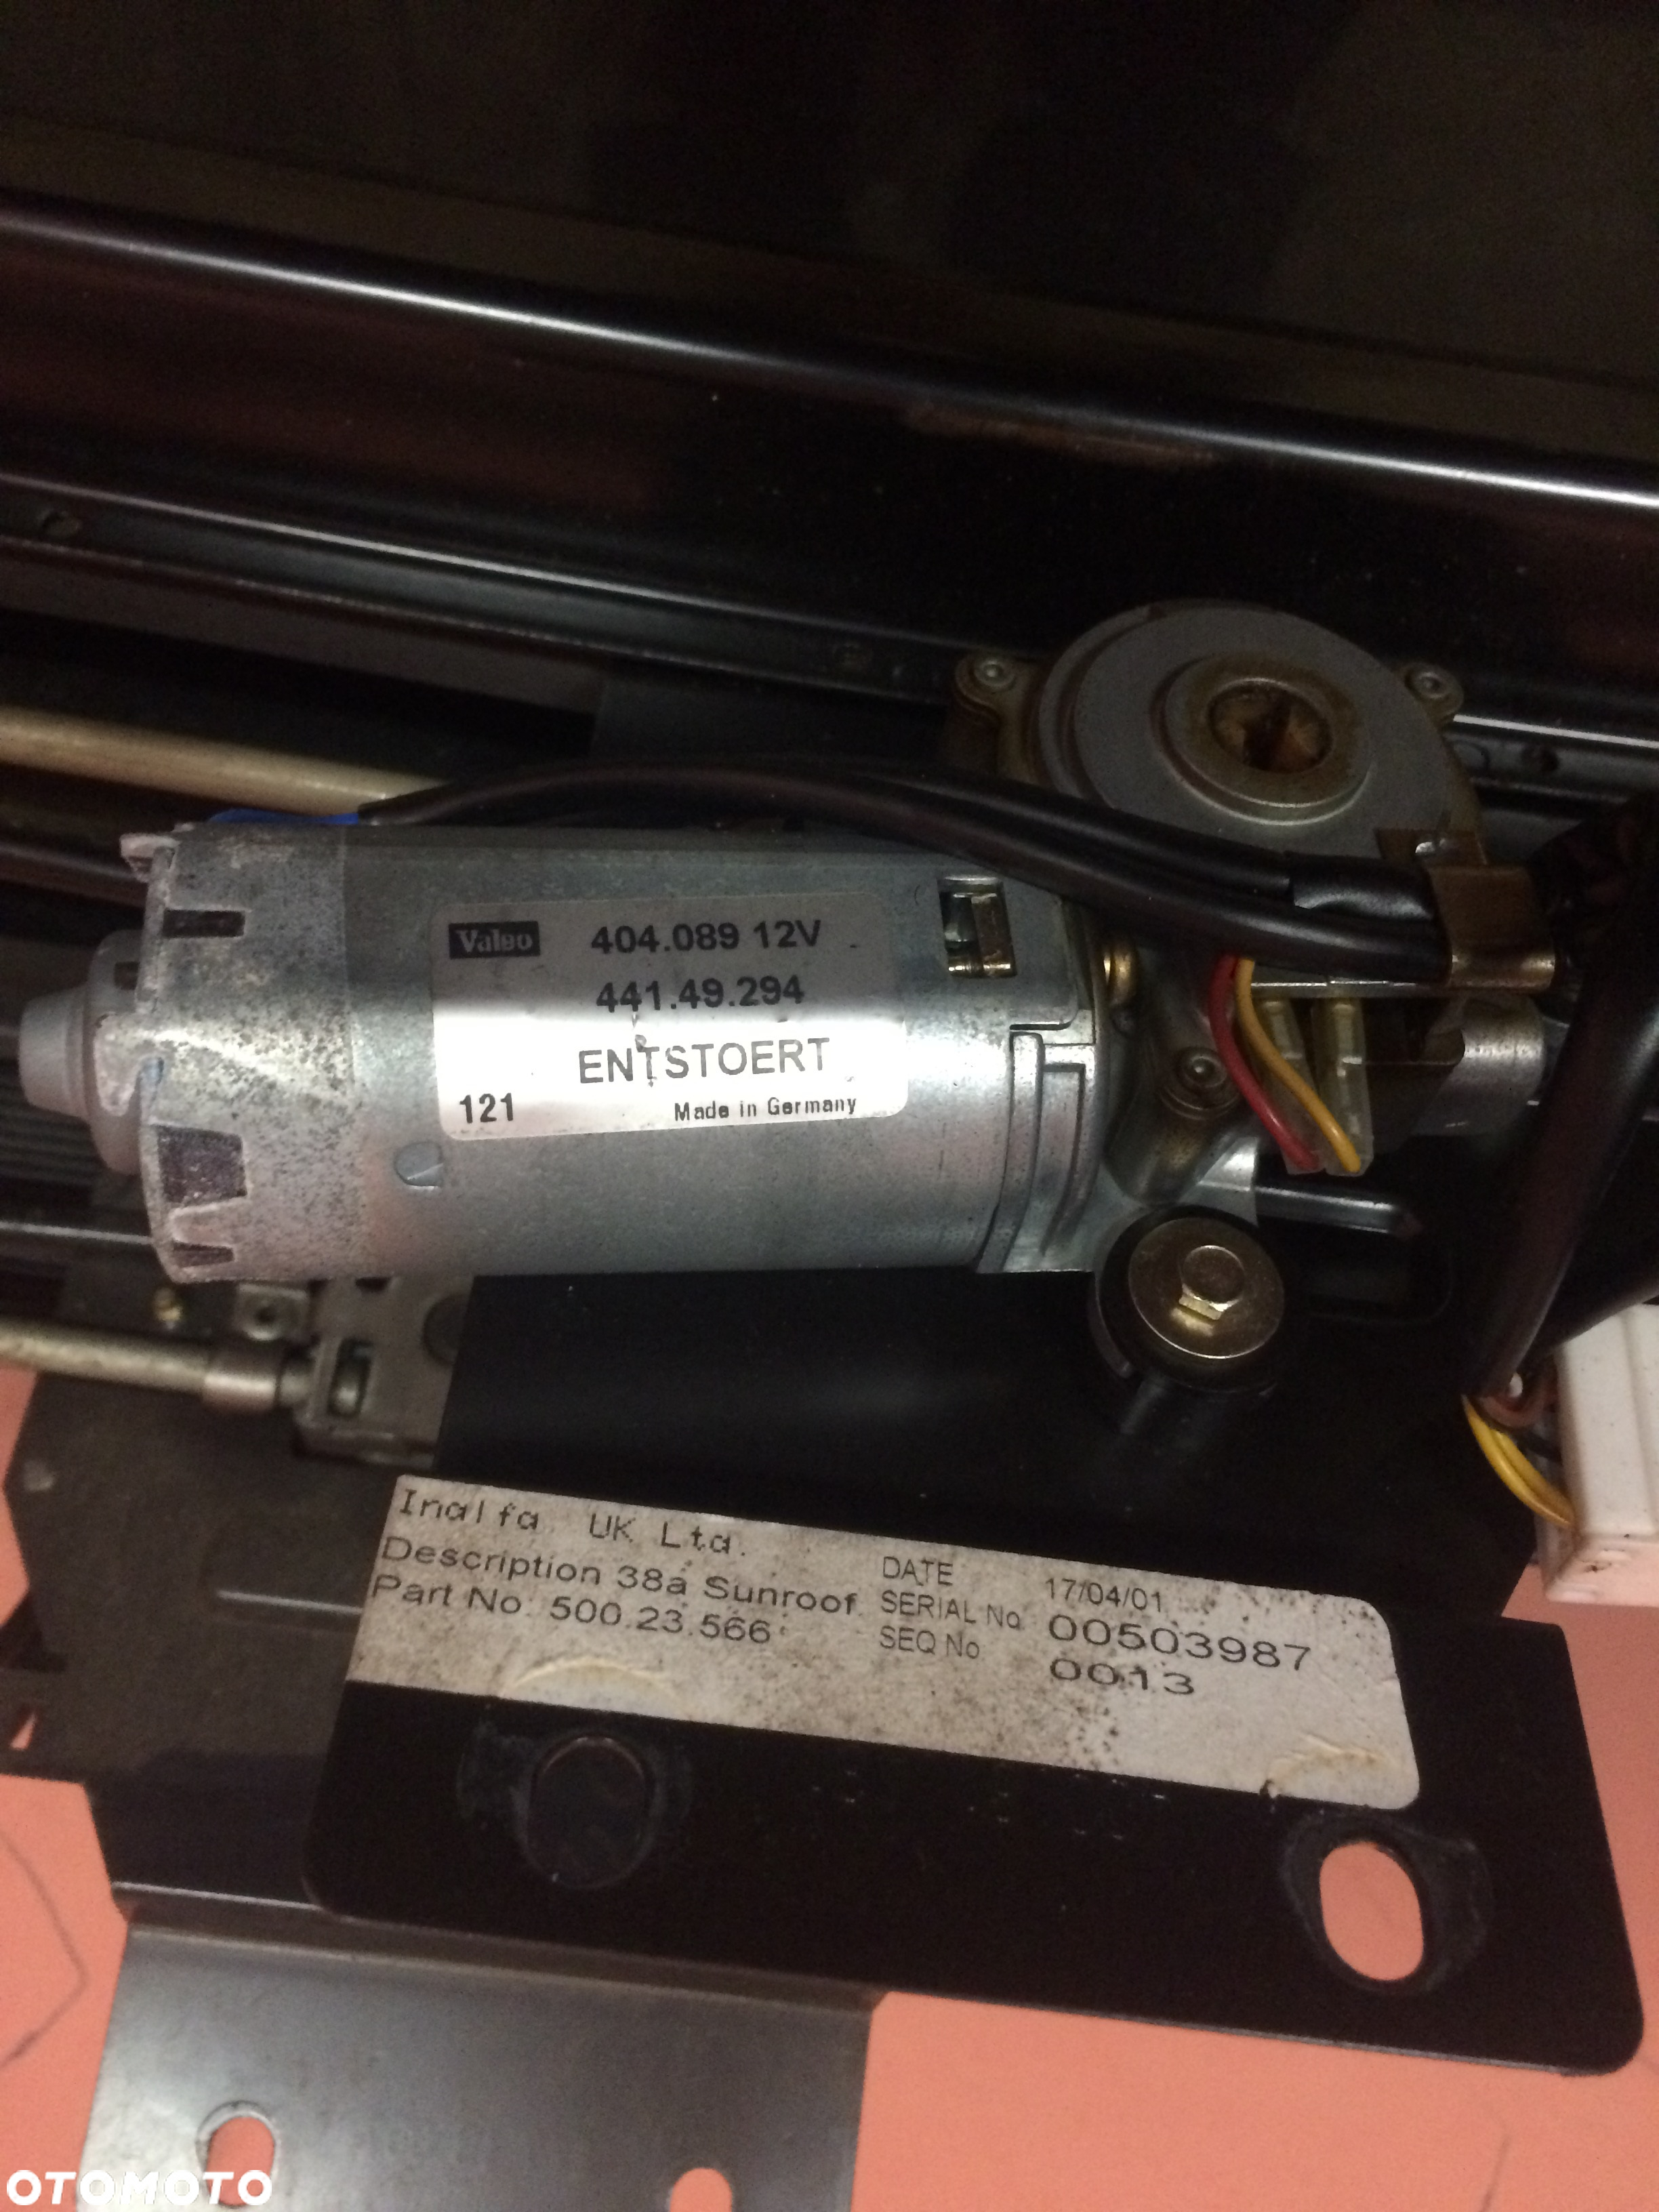 Valeo 404.089 12V
441.49.294
ENTSTOERT
121 Made in Germany
Inalfa UK Ltd.
Description 38a Sunroof
Part No. 500.23.566
DATE 17/04/01
SERIAL No 00503987
SEQ No 0013
OTOMOTO